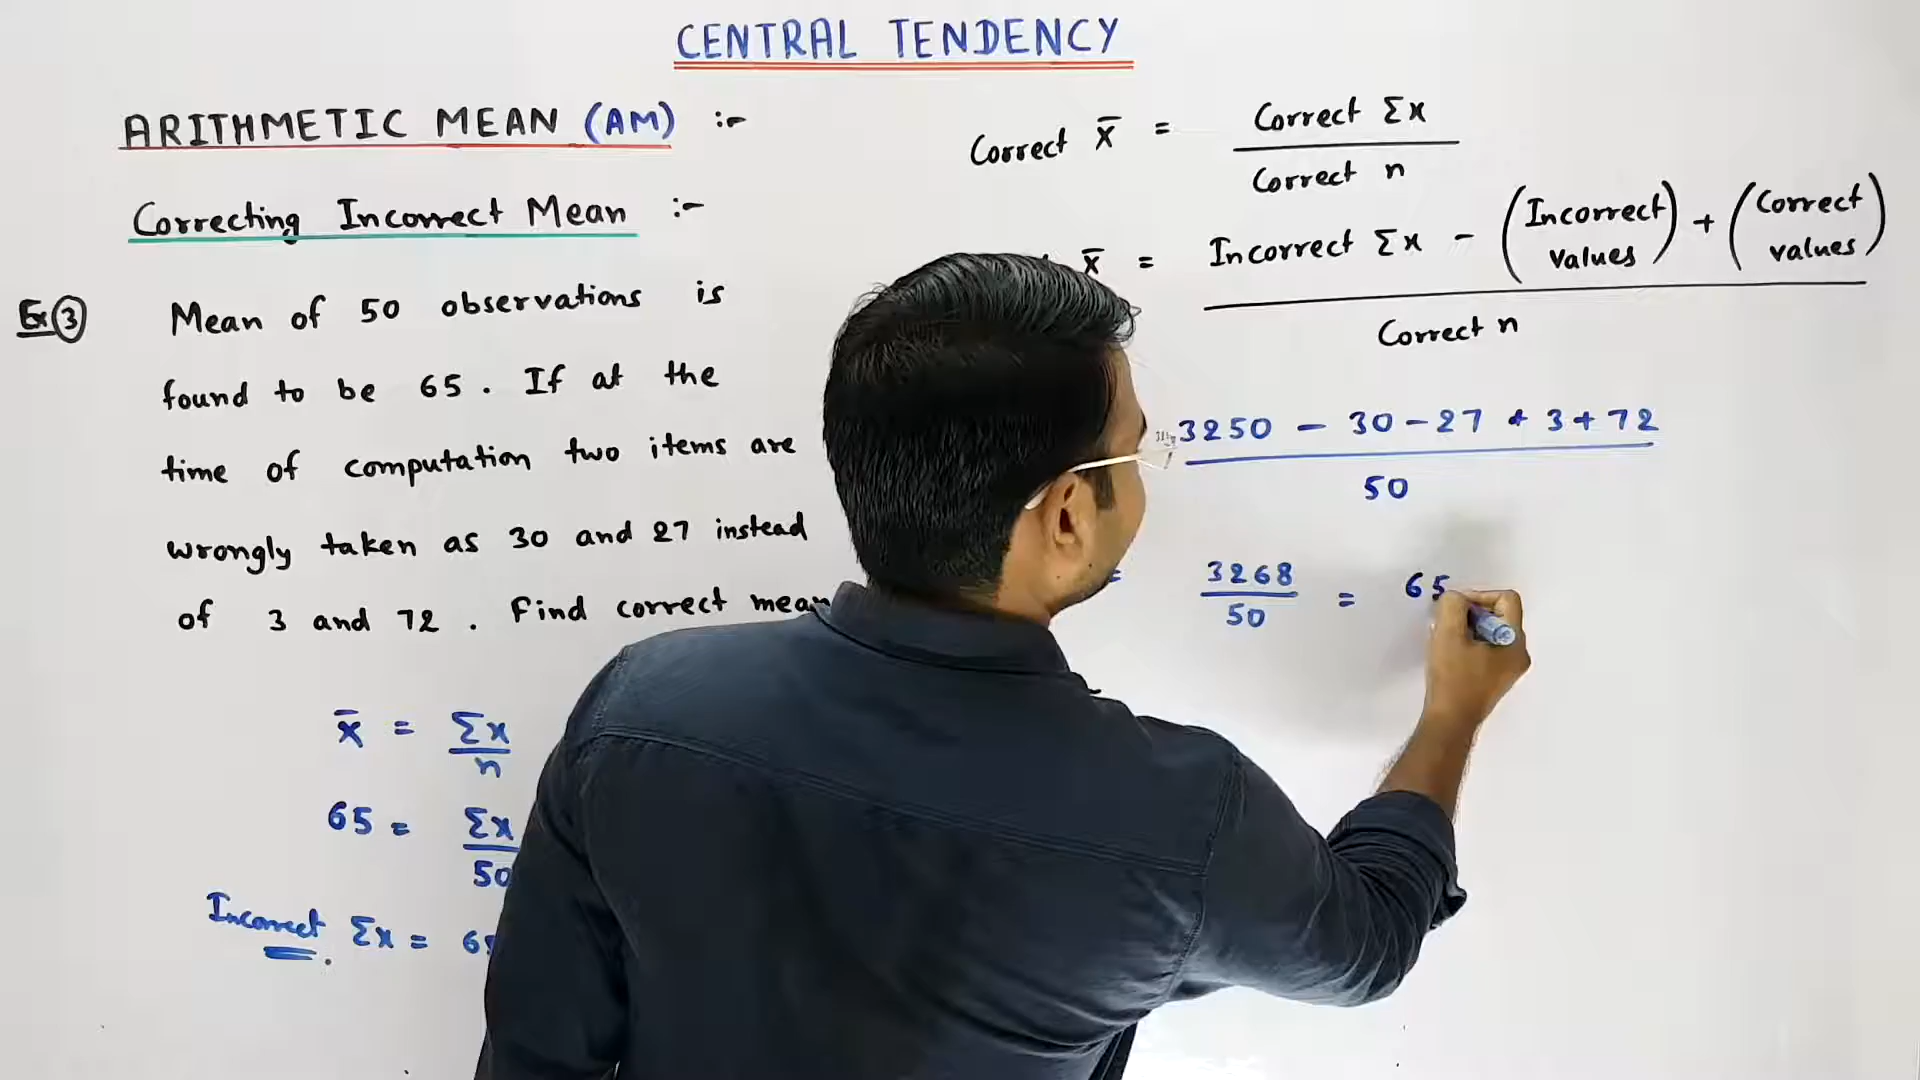 CENTRAL TENDENCY
ARITHMETIC MEAN (AM) :-
Correcting Incorrect Mean :-
Ex 3
Mean of 50 observations is
found to be 65. If at the
time of computation two items are
wrongly taken as 30 and 27 instead
of 3 and 72. Find correct mean
x̄ = Σx
n
65 = Σx
50
Incorrect Σx =
Correct x̄ = Correct Σx
Correct n
x̄ = Incorrect Σx - (Incorrect values) + (Correct values)
Correct n
3250 - 30 - 27 + 3 + 72
50
= 3268
50
= 65